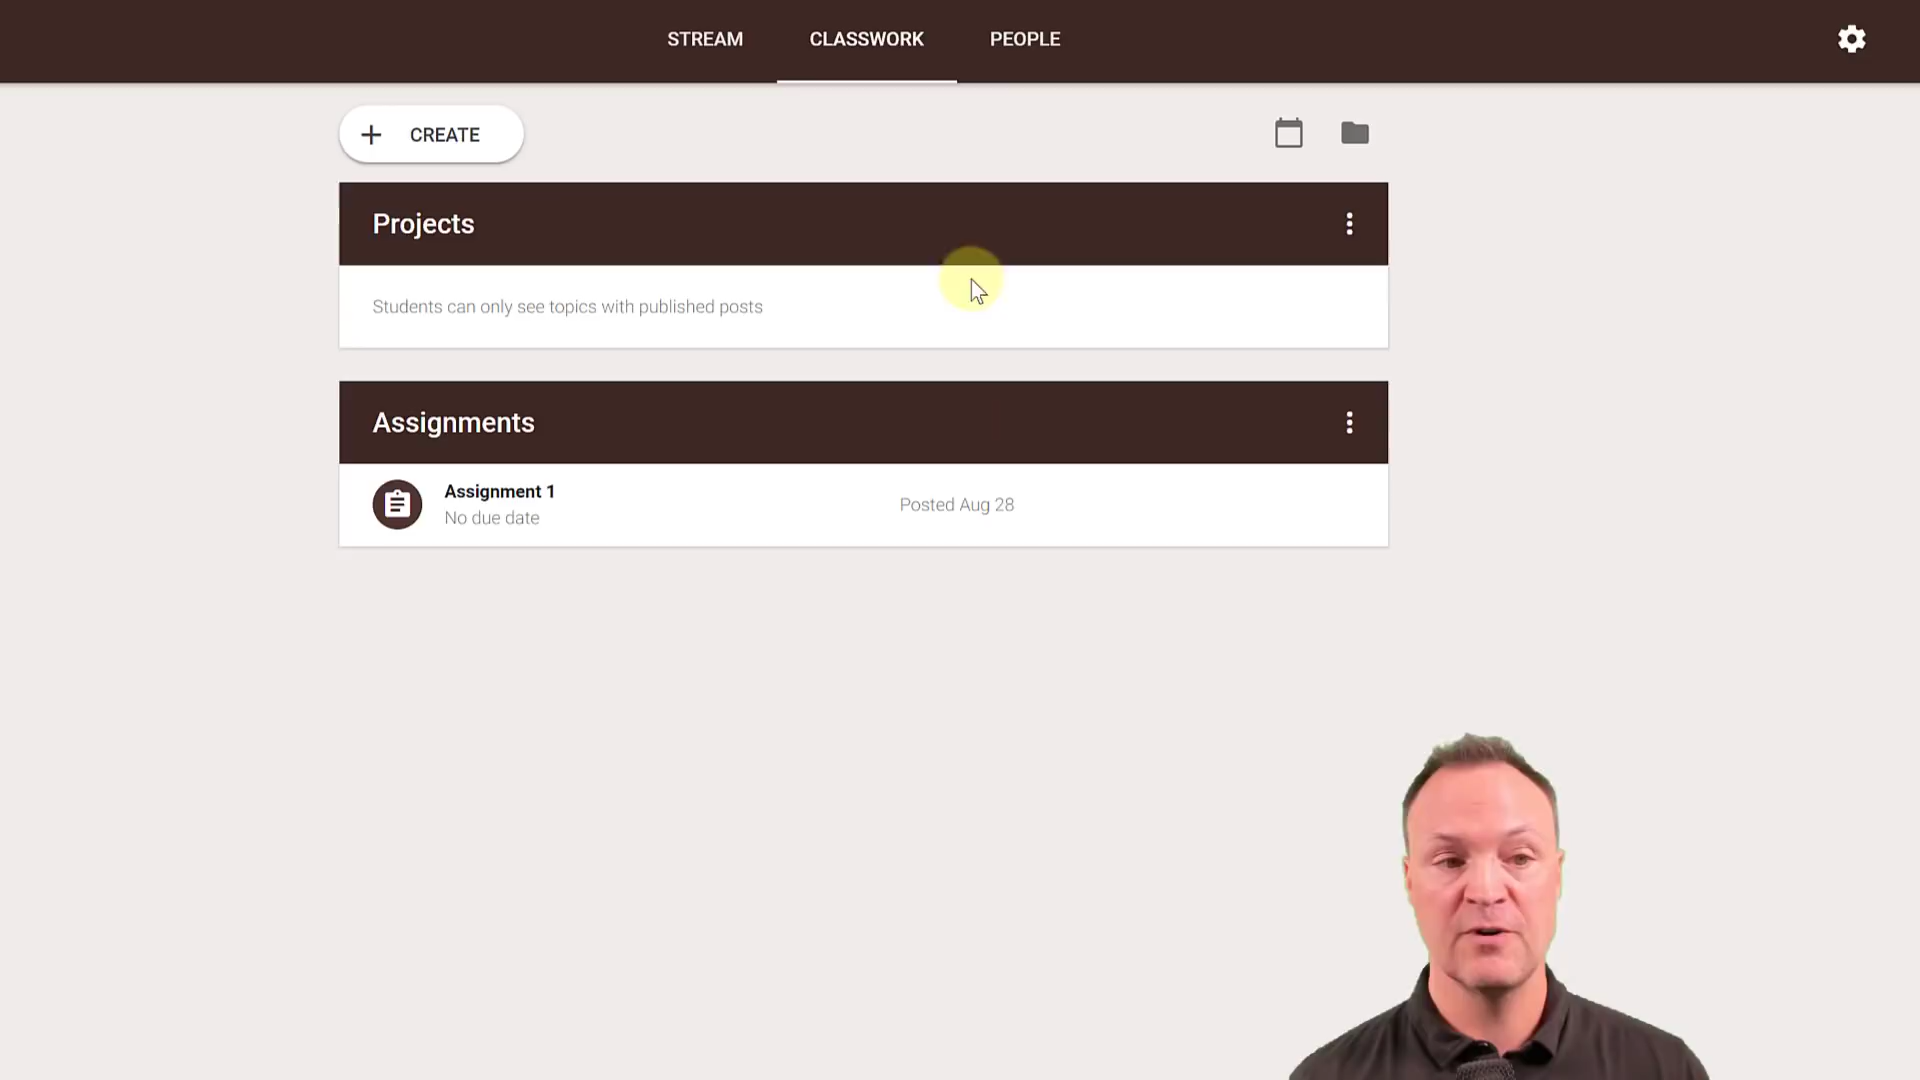 STREAM CLASSWORK PEOPLE
CREATE
Projects
Students can only see topics with published posts
Assignments
Assignment 1
No due date
Posted Aug 28